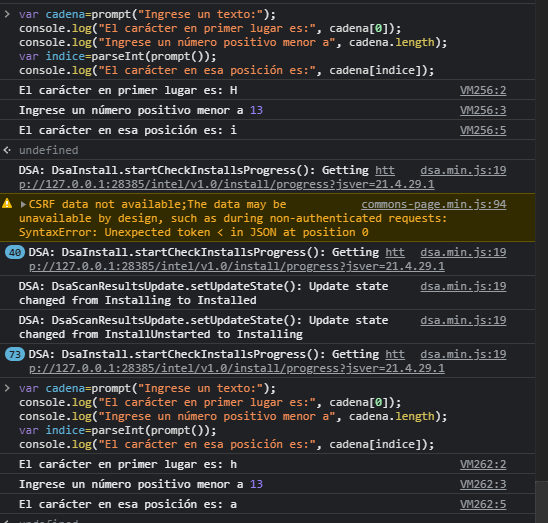 > var cadena=prompt("Ingrese un texto:");
console.log("El carácter en primer lugar es:", cadena[0]);
console.log("Ingrese un número positivo menor a", cadena.length);
var indice=parseInt(prompt());
console.log("El carácter en esa posición es:", cadena[indice]);
El carácter en primer lugar es: H VM256:2
Ingrese un número positivo menor a 13 VM256:3
El carácter en esa posición es: i VM256:5
undefined
DSA: DsaInstall.startCheckInstallsProgress(): Getting htt dsa.min.js:19
p://127.0.0.1:28385/intel/v1.0/install/progress?jsver=21.4.29.1
CSRF data not available;The data may be commons-page.min.js:94
unavailable by design, such as during non-authenticated requests:
SyntaxError: Unexpected token < in JSON at position 0
40 DSA: DsaInstall.startCheckInstallsProgress(): Getting htt dsa.min.js:19
p://127.0.0.1:28385/intel/v1.0/install/progress?jsver=21.4.29.1
DSA: DsaScanResultsUpdate.setUpdateState(): Update state dsa.min.js:19
changed from Installing to Installed
DSA: DsaScanResultsUpdate.setUpdateState(): Update state dsa.min.js:19
changed from InstallUnstarted to Installing
73 DSA: DsaInstall.startCheckInstallsProgress(): Getting htt dsa.min.js:19
p://127.0.0.1:28385/intel/v1.0/install/progress?jsver=21.4.29.1
> var cadena=prompt("Ingrese un texto:");
console.log("El carácter en primer lugar es:", cadena[0]);
console.log("Ingrese un número positivo menor a", cadena.length);
var indice=parseInt(prompt());
console.log("El carácter en esa posición es:", cadena[indice]);
El carácter en primer lugar es: h VM262:2
Ingrese un número positivo menor a 13 VM262:3
El carácter en esa posición es: a VM262:5
undefined